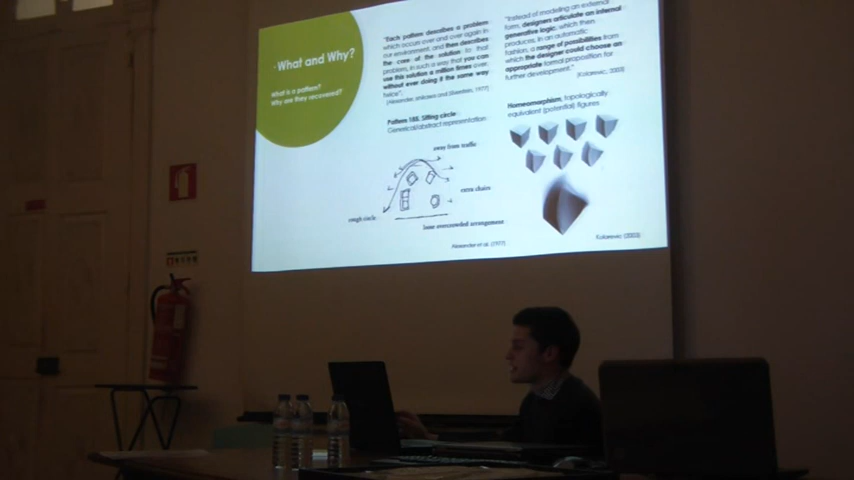 · What and Why?
What is a pattern?
Why are they recovered?
"Each pattern describes a problem
which occurs over and over again in
our environment, and then describes
the core of the solution to that
problem, in such a way that you can
use this solution a million times over,
without ever doing it the same way
twice".
(Alexander, Ishikawa and Silverstein, 1977)
Pattern 185. Sitting circle
Generical/abstract representation
away from traffic
extra chairs
rough circle
loose overcrowded arrangement
Alexander et al. (1977)
"Instead of modeling an external
form, designers articulate an internal
generative logic, which then
produces, in an automatic
fashion, a range of possibilities from
which the designer could choose an
appropriate formal proposition for
further development."
(Kolarevic, 2003)
Homeomorphism, topologically
equivalent (potential) figures
Kolarevic (2003)